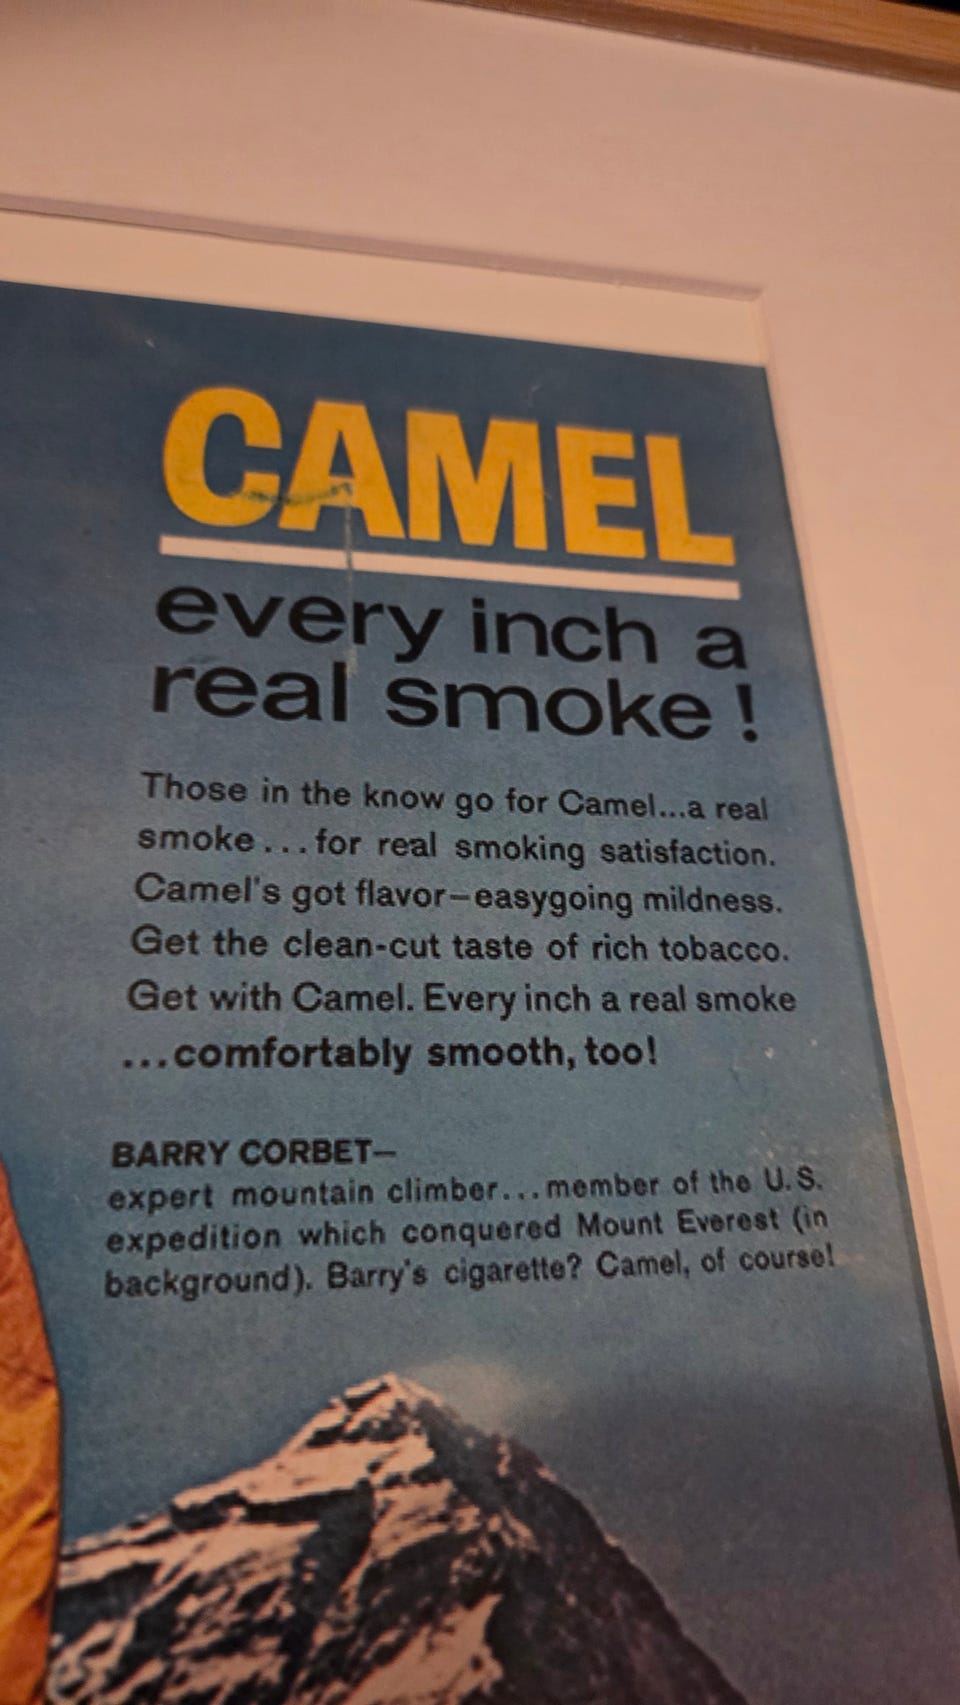 CAMEL
every inch a
real smoke!
Those in the know go for Camel...a real
smoke...for real smoking satisfaction.
Camel's got flavor—easygoing mildness.
Get the clean-cut taste of rich tobacco.
Get with Camel. Every inch a real smoke
...comfortably smooth, too!
BARRY CORBET—
expert mountain climber...member of the U.S.
expedition which conquered Mount Everest (in
background). Barry's cigarette? Camel, of course!